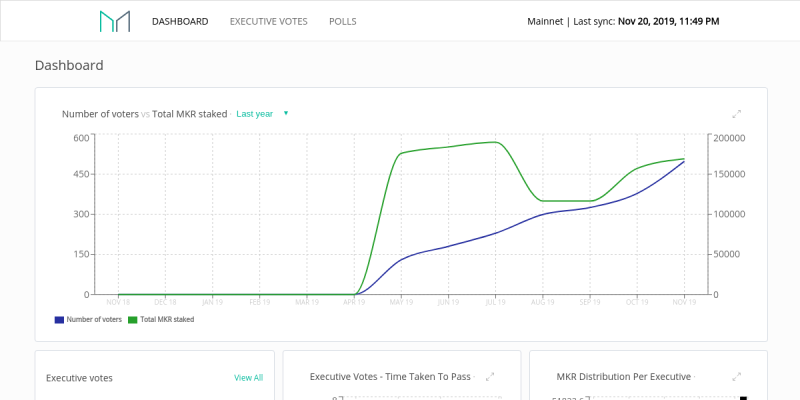 DASHBOARD EXECUTIVE VOTES POLLS Mainnet | Last sync: Nov 20, 2019, 11:49 PM
Dashboard
Number of voters vs Total MKR staked · Last year
600 200000
450 150000
300 100000
150 50000
0 0
NOV 18 DEC 18 JAN 19 FEB 19 MAR 19 APR 19 MAY 19 JUN 19 JUL 19 AUG 19 SEP 19 OCT 19 NOV 19
Number of voters Total MKR staked
Executive votes View All Executive Votes - Time Taken To Pass · MKR Distribution Per Executive ·